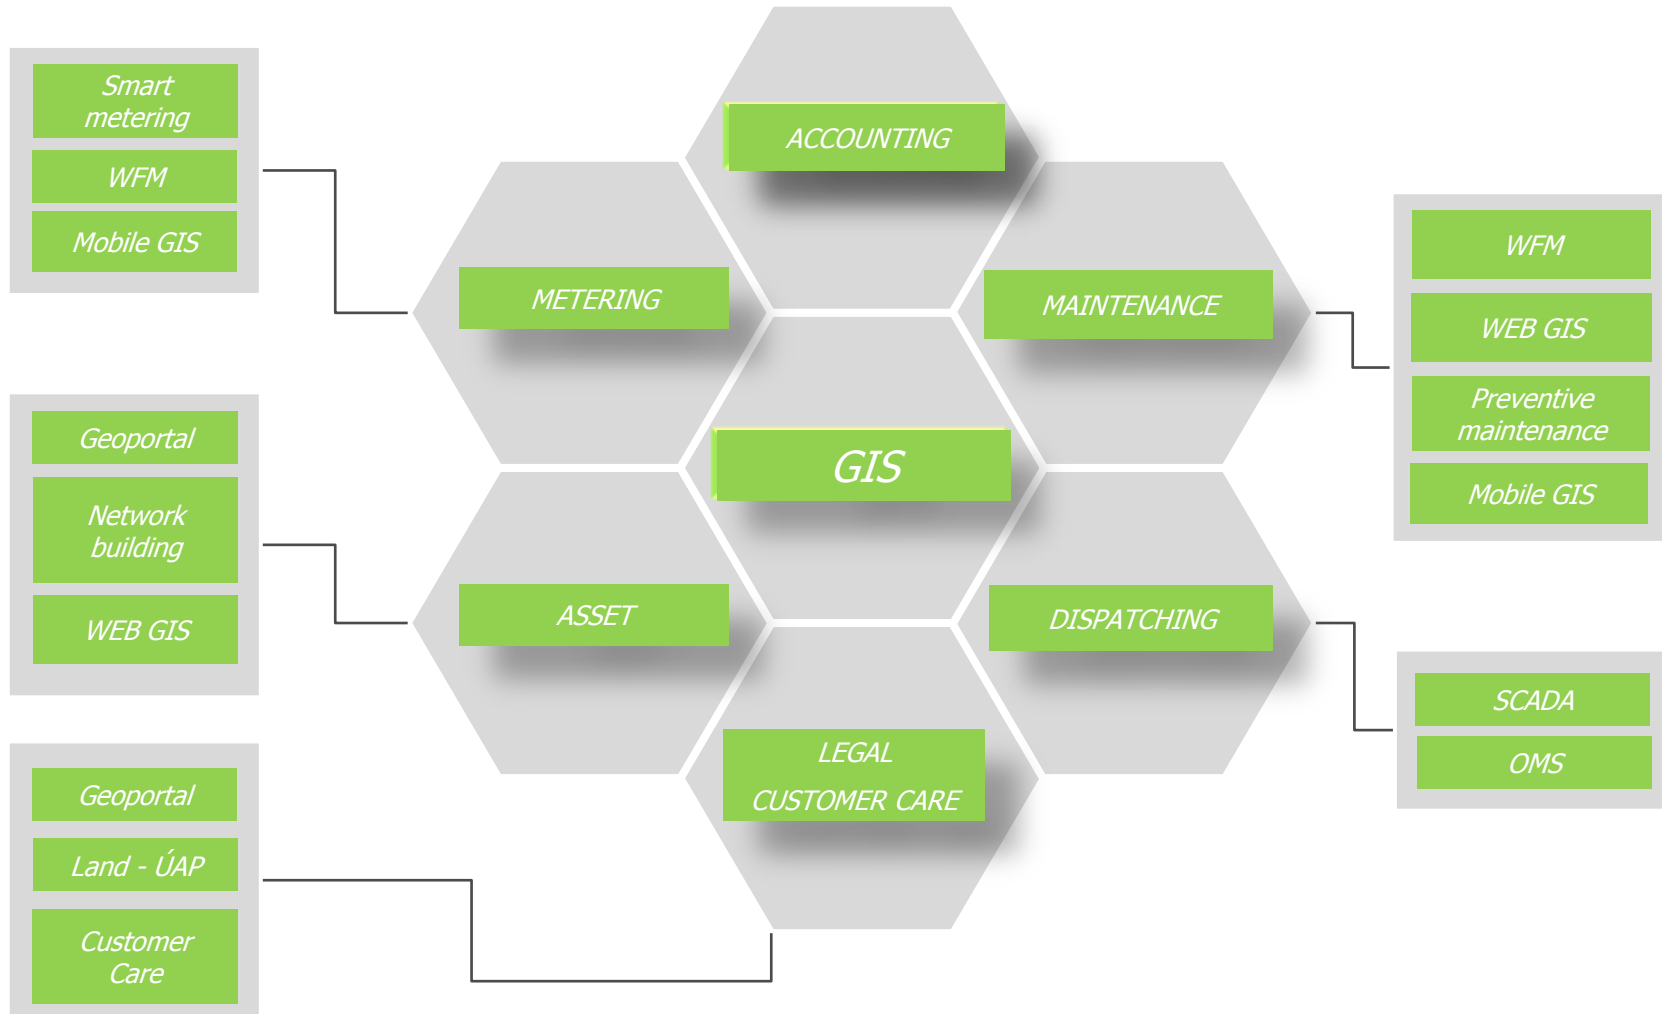 Smart
metering
WFM
Mobile GIS
Geoportal
Network
building
WEB GIS
Geoportal
Land - ÚAP
Customer
Care
ACCOUNTING
METERING
MAINTENANCE
GIS
ASSET
DISPATCHING
LEGAL
CUSTOMER CARE
WFM
WEB GIS
Preventive
maintenance
Mobile GIS
SCADA
OMS